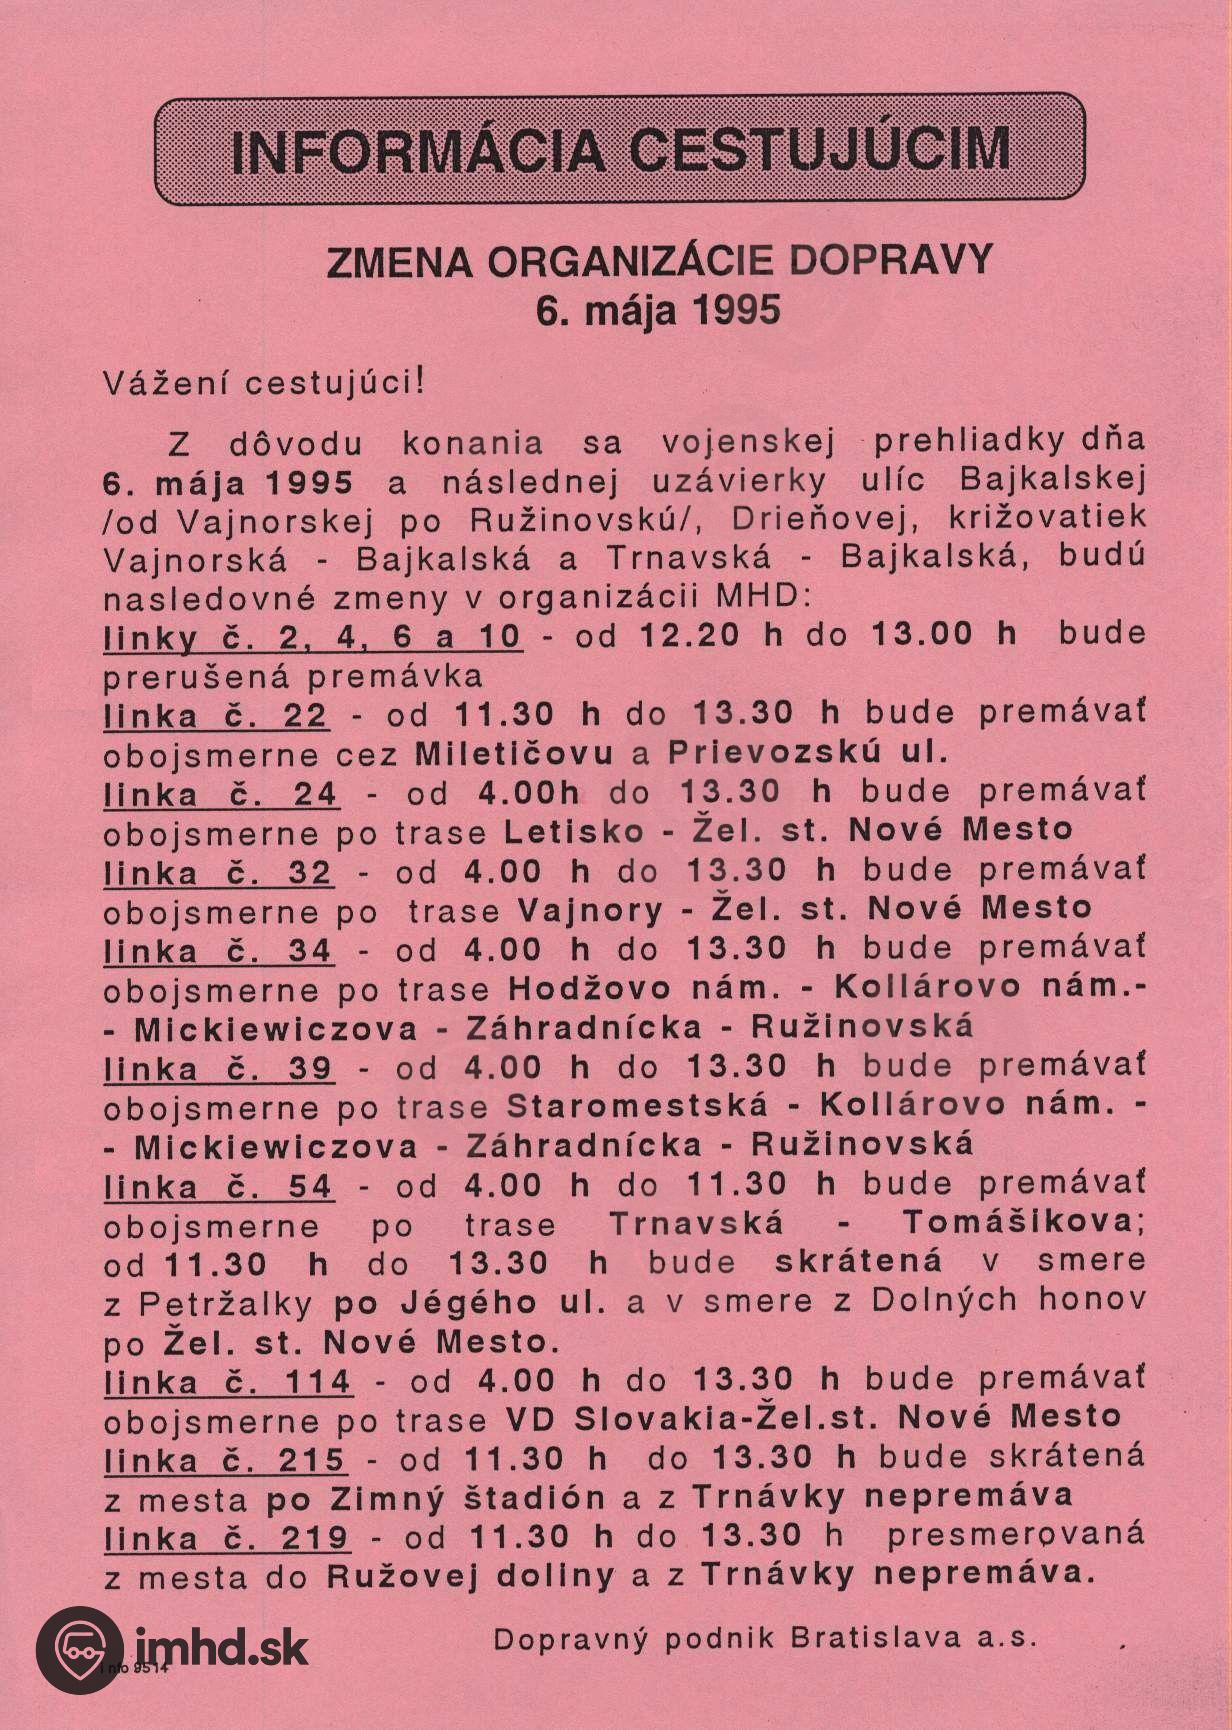 INFORMÁCIA CESTUJÚCIM
ZMENA ORGANIZÁCIE DOPRAVY
6. mája 1995
Vážení cestujúci!
Z dôvodu konania sa vojenskej prehliadky dňa
6. mája 1995 a následnej uzávierky ulíc Bajkalskej
/od Vajnorskej po Ružinovskú/, Drieňovej, križovatiek
Vajnorská - Bajkalská a Trnavská - Bajkalská, budú
nasledovné zmeny v organizácii MHD:
linky č. 2, 4, 6 a 10 - od 12.20 h do 13.00 h bude
prerušená premávka
linka č. 22 - od 11.30 h do 13.30 h bude premávať
obojsmerne cez Miletičovu a Prievozskú ul.
linka č. 24 - od 4.00h do 13.30 h bude premávať
obojsmerne po trase Letisko - Žel. st. Nové Mesto
linka č. 32 - od 4.00 h do 13.30 h bude premávať
obojsmerne po trase Vajnory - Žel. st. Nové Mesto
linka č. 34 - od 4.00 h do 13.30 h bude premávať
obojsmerne po trase Hodžovo nám. - Kollárovo nám.-
- Mickiewiczova - Záhradnícka - Ružinovská
linka č. 39 - od 4.00 h do 13.30 h bude premávať
obojsmerne po trase Staromestská - Kollárovo nám. -
- Mickiewiczova - Záhradnícka - Ružinovská
linka č. 54 - od 4.00 h do 11.30 h bude premávať
obojsmerne po trase Trnavská - Tomášikova;
od 11.30 h do 13.30 h bude skrátená v smere
z Petržalky po Jégého ul. a v smere z Dolných honov
po Žel. st. Nové Mesto.
linka č. 114 - od 4.00 h do 13.30 h bude premávať
obojsmerne po trase VD Slovakia-Žel.st. Nové Mesto
linka č. 215 - od 11.30 h do 13.30 h bude skrátená
z mesta po Zimný štadión a z Trnávky nepremáva
linka č. 219 - od 11.30 h do 13.30 h presmerovaná
z mesta do Ružovej doliny a z Trnávky nepremáva.
Dopravný podnik Bratislava a.s.
imhd.sk
Info 9514